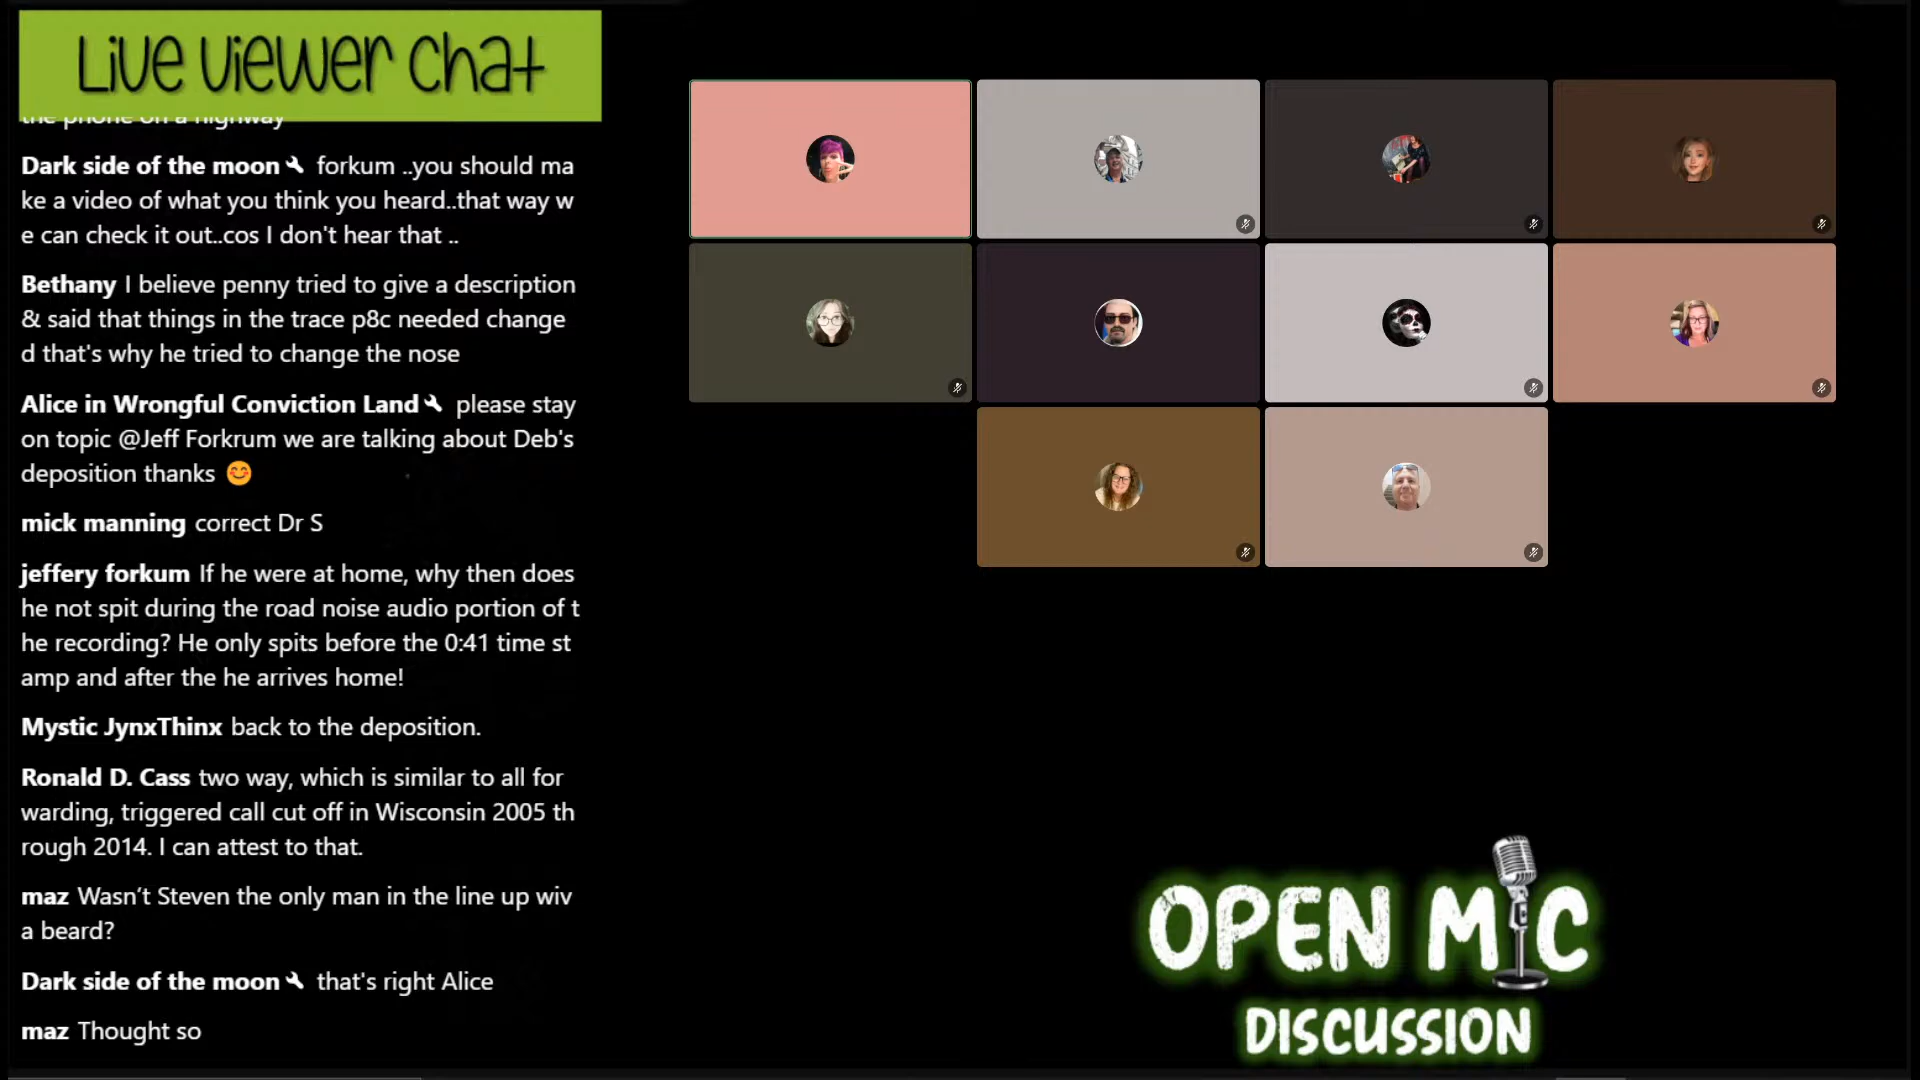 Live Viewer Chat
the phone on a highway
Dark side of the moon forkum ..you should ma
ke a video of what you think you heard..that way w
e can check it out..cos I don't hear that ..
Bethany I believe penny tried to give a description
& said that things in the trace p8c needed change
d that's why he tried to change the nose
Alice in Wrongful Conviction Land please stay
on topic @Jeff Forkrum we are talking about Deb's
deposition thanks 😊
mick manning correct Dr S
jeffery forkum If he were at home, why then does
he not spit during the road noise audio portion of t
he recording? He only spits before the 0:41 time st
amp and after the he arrives home!
Mystic JynxThinx back to the deposition.
Ronald D. Cass two way, which is similar to all for
warding, triggered call cut off in Wisconsin 2005 th
rough 2014. I can attest to that.
maz Wasn’t Steven the only man in the line up wiv
a beard?
Dark side of the moon that's right Alice
maz Thought so
OPEN MIC
DISCUSSION